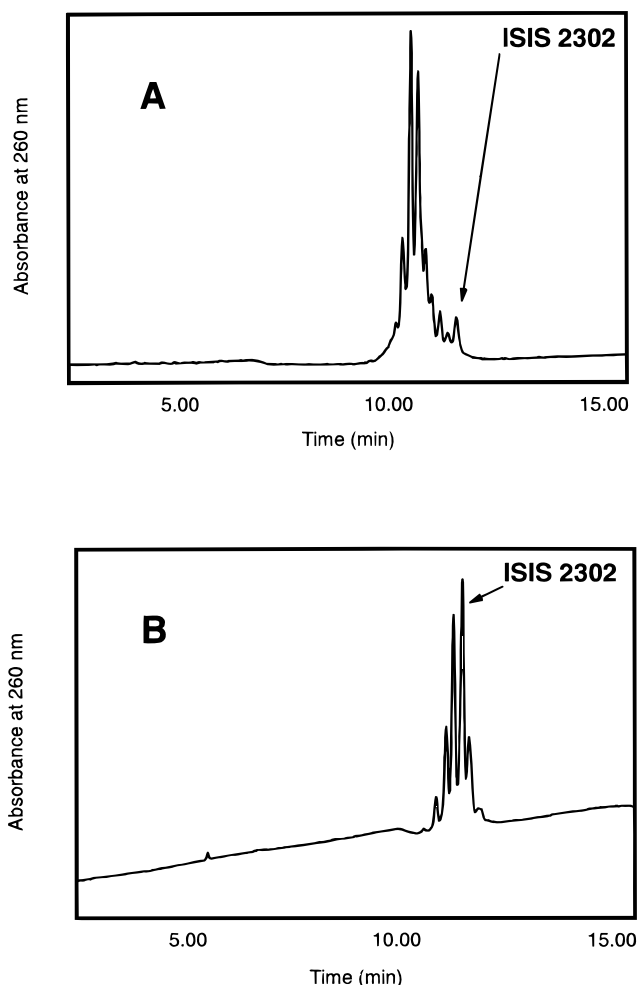 ISIS 2302
A
Absorbance at 260 nm
5.00 10.00 15.00
Time (min)
ISIS 2302
B
Absorbance at 260 nm
5.00 10.00 15.00
Time (min)